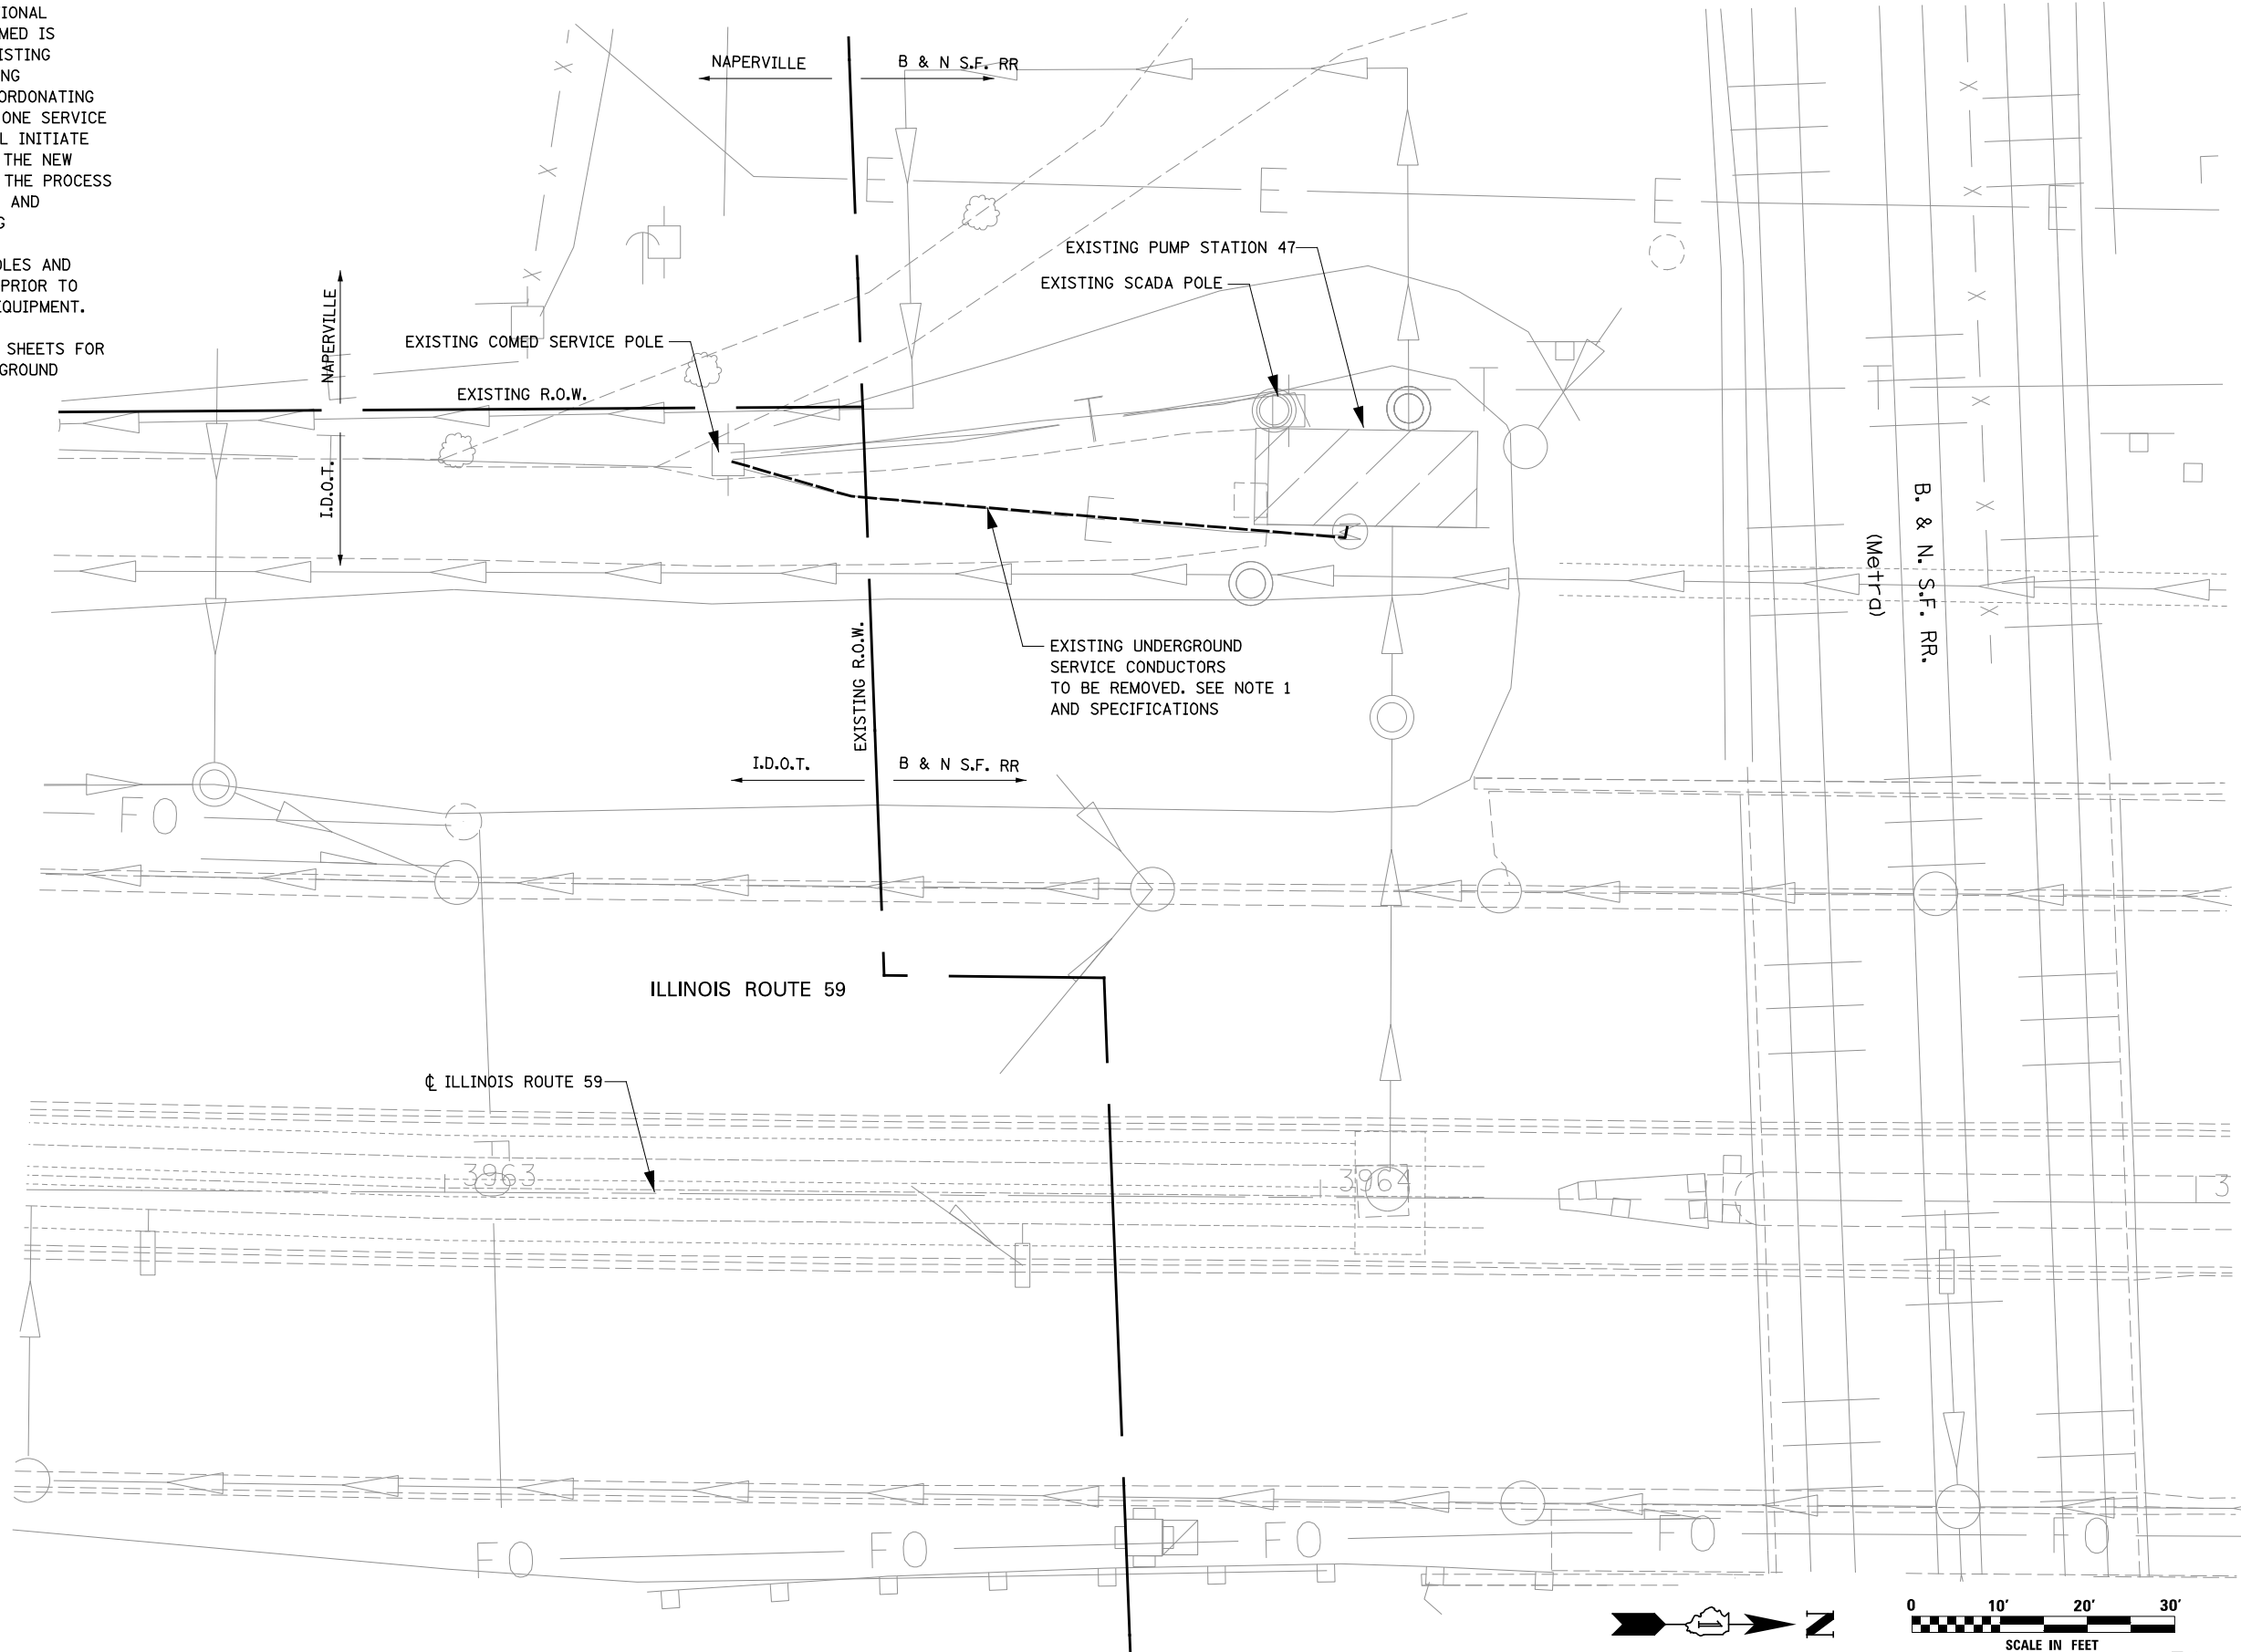 TIONAL
MED IS
ISTING
NG
ORDONATING
ONE SERVICE
L INITIATE
THE NEW
THE PROCESS
AND
G
OLES AND
PRIOR TO
EQUIPMENT.
SHEETS FOR
GROUND
NAPERVILLE
B & N S.F. RR
E
E
E
E
EXISTING PUMP STATION 47
EXISTING SCADA POLE
NAPERVILLE
I.D.O.T.
EXISTING COMED SERVICE POLE
EXISTING R.O.W.
T
T
T
E
B. & N. S.F. RR.
(Metra)
EXISTING UNDERGROUND
SERVICE CONDUCTORS
TO BE REMOVED. SEE NOTE 1
AND SPECIFICATIONS
EXISTING R.O.W.
I.D.O.T.
B & N S.F. RR
FO
ILLINOIS ROUTE 59
℄ ILLINOIS ROUTE 59
3963
3964
3
FO
FO
FO
FO
FO
N
0 10' 20' 30'
SCALE IN FEET